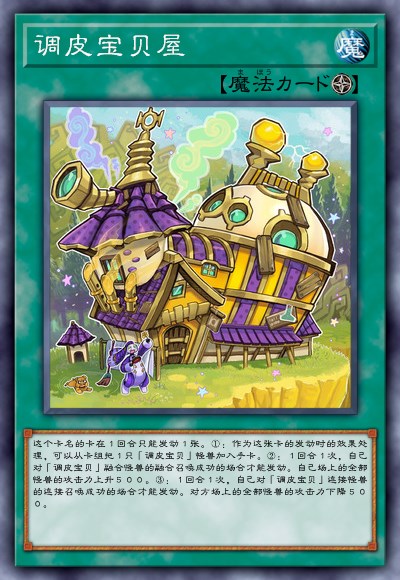 调皮宝贝屋
魔
【魔法カード】
まほう
这个卡名的卡在1回合只能发动1张。①：作为这张卡的发动时的效果处
理，可以从卡组把1只「调皮宝贝」怪兽加入手卡。②：1回合1次，自己
对「调皮宝贝」融合怪兽的融合召唤成功的场合才能发动。自己场上的全部
怪兽的攻击力上升500。③：1回合1次，自己对「调皮宝贝」连接怪兽
的连接召唤成功的场合才能发动。对方场上的全部怪兽的攻击力下降50
0。